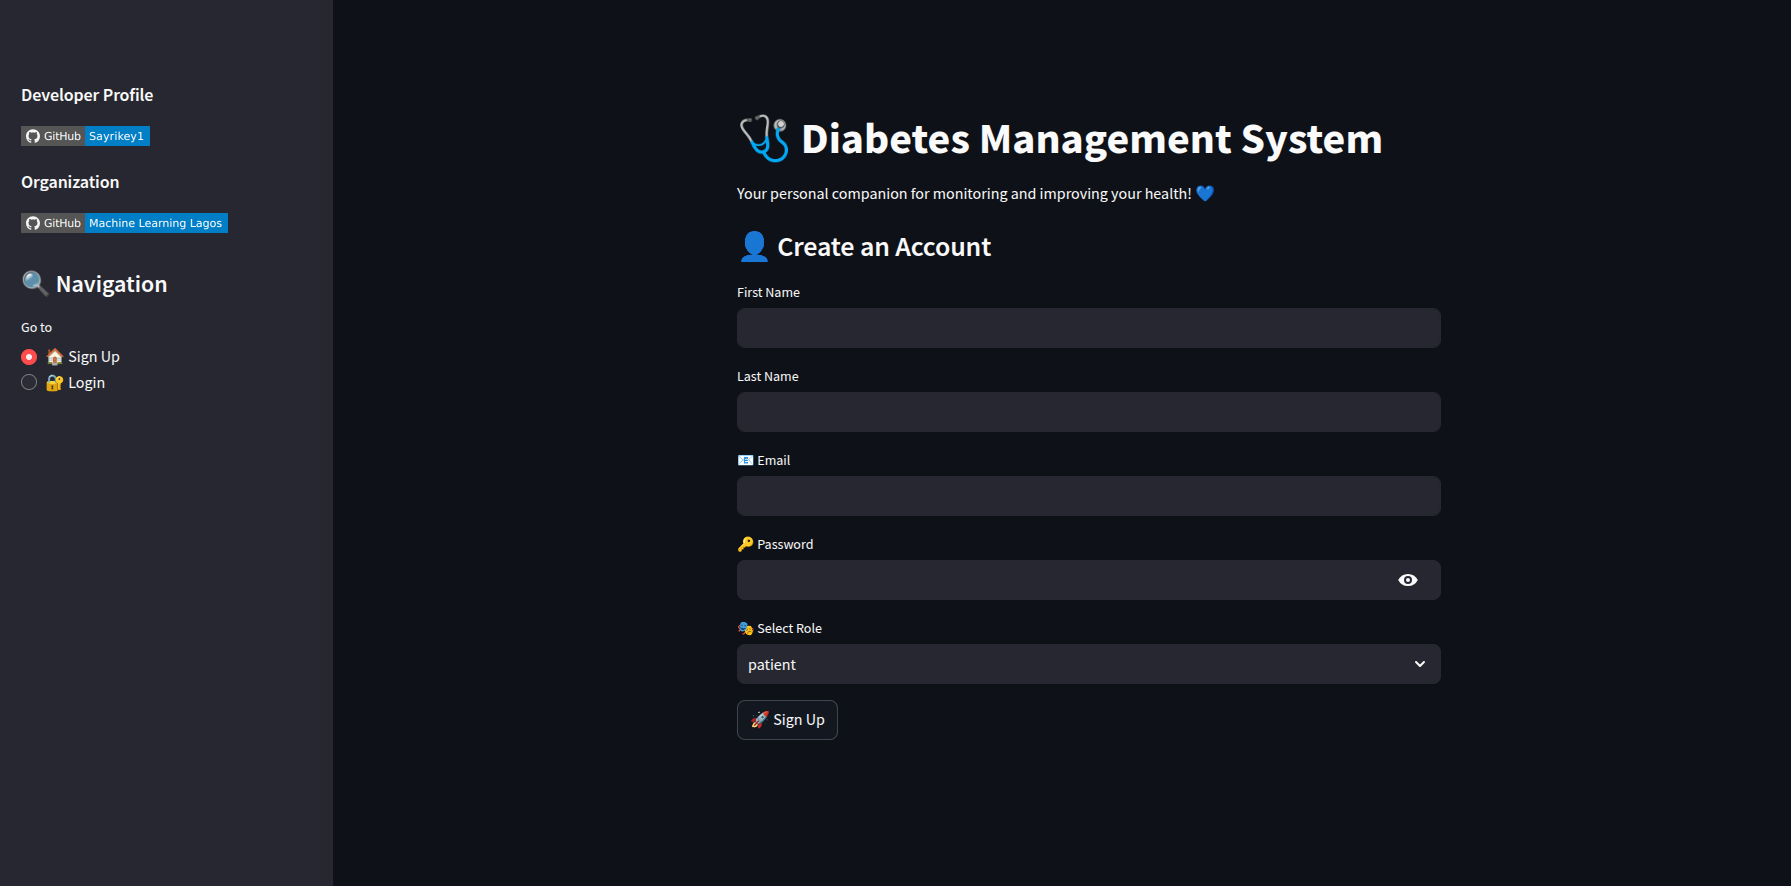 Developer Profile
GitHub Sayrikey1
Organization
GitHub Machine Learning Lagos
🔍 Navigation
Go to
🏠 Sign Up
🔐 Login
🩺 Diabetes Management System
Your personal companion for monitoring and improving your health! 💙
👤 Create an Account
First Name
Last Name
📧 Email
🔑 Password
🎭 Select Role
patient
🚀 Sign Up